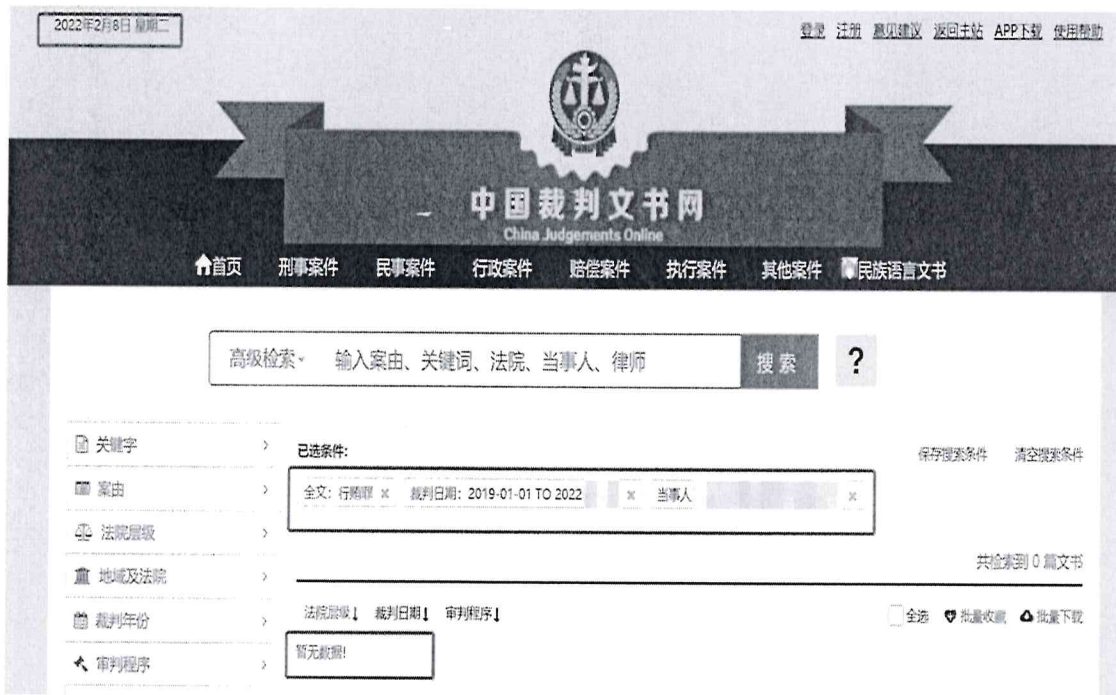 2022年2月8日 星期二
登录 注册 意见建议 返回主站 APP下载 使用帮助
中国裁判文书网
China Judgements Online
首页 刑事案件 民事案件 行政案件 赔偿案件 执行案件 其他案件 民族语言文书
高级检索 输入案由、关键词、法院、当事人、律师 搜索 ?
关键字
已选条件: 保存搜索条件 清空搜索条件
案由
全文：行贿罪 × 裁判日期：2019-01-01 TO 2022 × 当事人 ×
法院层级
共检索到 0 篇文书
地域及法院
法院层级↓ 裁判日期↓ 审判程序↓ 全选 批量收藏 批量下载
裁判年份
暂无数据!
审判程序